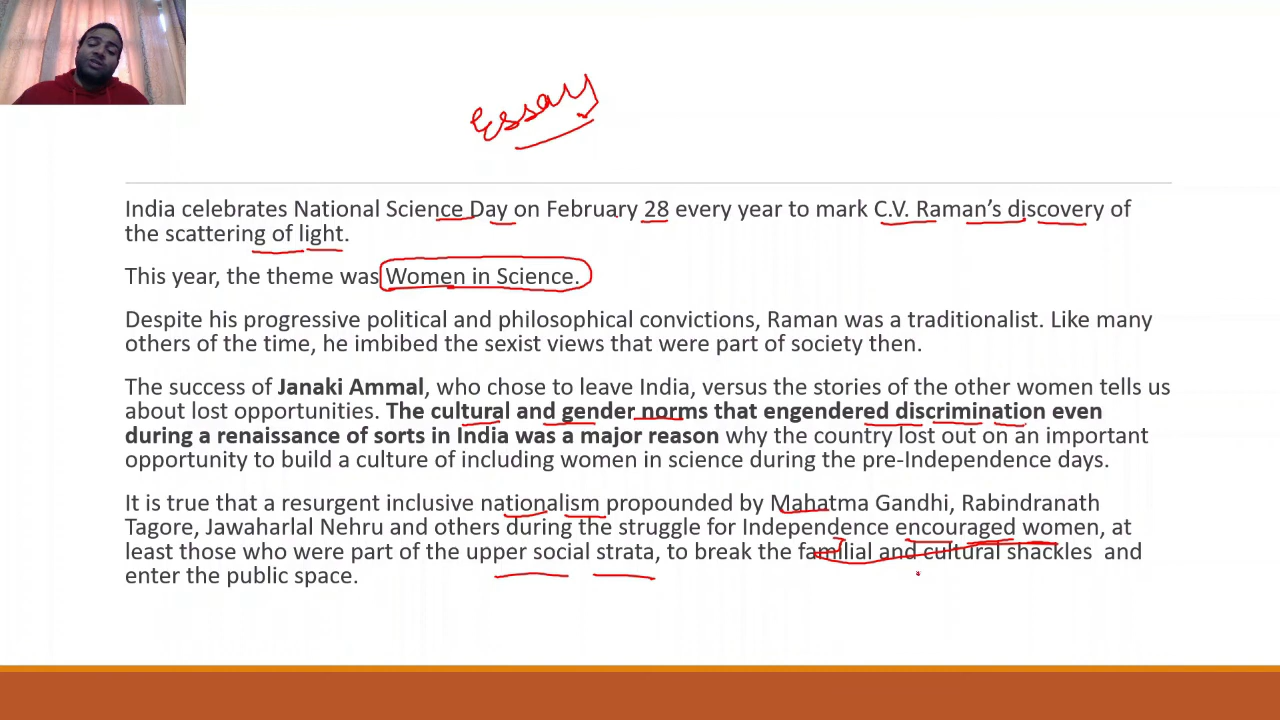 Essay
India celebrates National Science Day on February 28 every year to mark C.V. Raman’s discovery of
the scattering of light.
This year, the theme was Women in Science.
Despite his progressive political and philosophical convictions, Raman was a traditionalist. Like many
others of the time, he imbibed the sexist views that were part of society then.
The success of Janaki Ammal, who chose to leave India, versus the stories of the other women tells us
about lost opportunities. The cultural and gender norms that engendered discrimination even
during a renaissance of sorts in India was a major reason why the country lost out on an important
opportunity to build a culture of including women in science during the pre-Independence days.
It is true that a resurgent inclusive nationalism propounded by Mahatma Gandhi, Rabindranath
Tagore, Jawaharlal Nehru and others during the struggle for Independence encouraged women, at
least those who were part of the upper social strata, to break the familial and cultural shackles and
enter the public space.